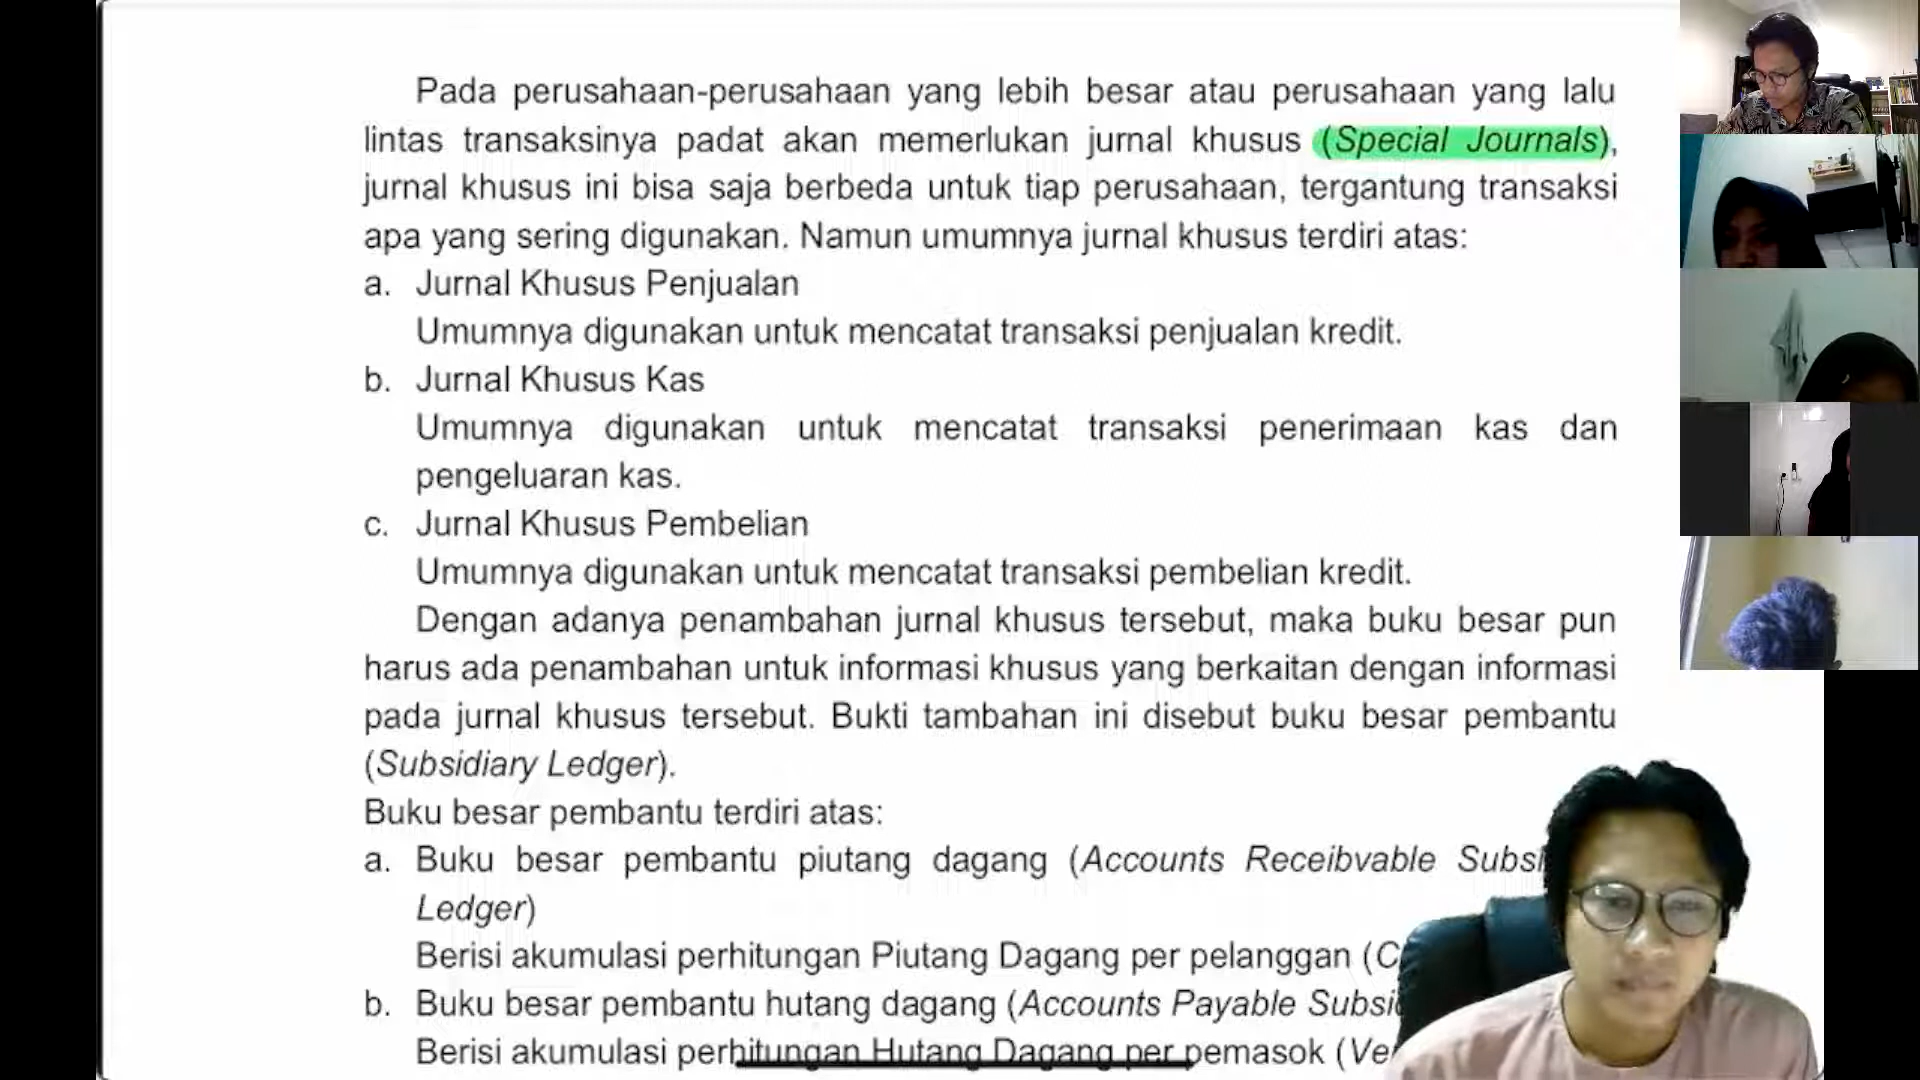 Pada perusahaan-perusahaan yang lebih besar atau perusahaan yang lalu
lintas transaksinya padat akan memerlukan jurnal khusus (Special Journals),
jurnal khusus ini bisa saja berbeda untuk tiap perusahaan, tergantung transaksi
apa yang sering digunakan. Namun umumnya jurnal khusus terdiri atas:
a. Jurnal Khusus Penjualan
Umumnya digunakan untuk mencatat transaksi penjualan kredit.
b. Jurnal Khusus Kas
Umumnya digunakan untuk mencatat transaksi penerimaan kas dan
pengeluaran kas.
c. Jurnal Khusus Pembelian
Umumnya digunakan untuk mencatat transaksi pembelian kredit.
Dengan adanya penambahan jurnal khusus tersebut, maka buku besar pun
harus ada penambahan untuk informasi khusus yang berkaitan dengan informasi
pada jurnal khusus tersebut. Bukti tambahan ini disebut buku besar pembantu
(Subsidiary Ledger).
Buku besar pembantu terdiri atas:
a. Buku besar pembantu piutang dagang (Accounts Receibvable
Ledger)
Berisi akumulasi perhitungan Piutang Dagang per pelanggan
b. Buku besar pembantu hutang dagang (Accounts Payable
Berisi akumulasi perhitungan Hutang Dagang per pemasok